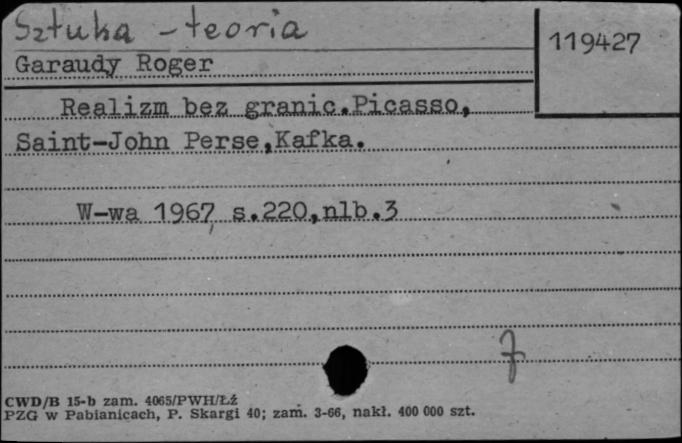 Sztuka - teoria
119427
Garaudy Roger
Realizm bez granic.Picasso,
Saint-John Perse,Kafka.
W-wa 1967 s.220,nlb.3
7
CWD/B 15-b zam. 4065/PWH/Łź
PZG w Pabianicach, P. Skargi 40; zam. 3-66, nakł. 400 000 szt.